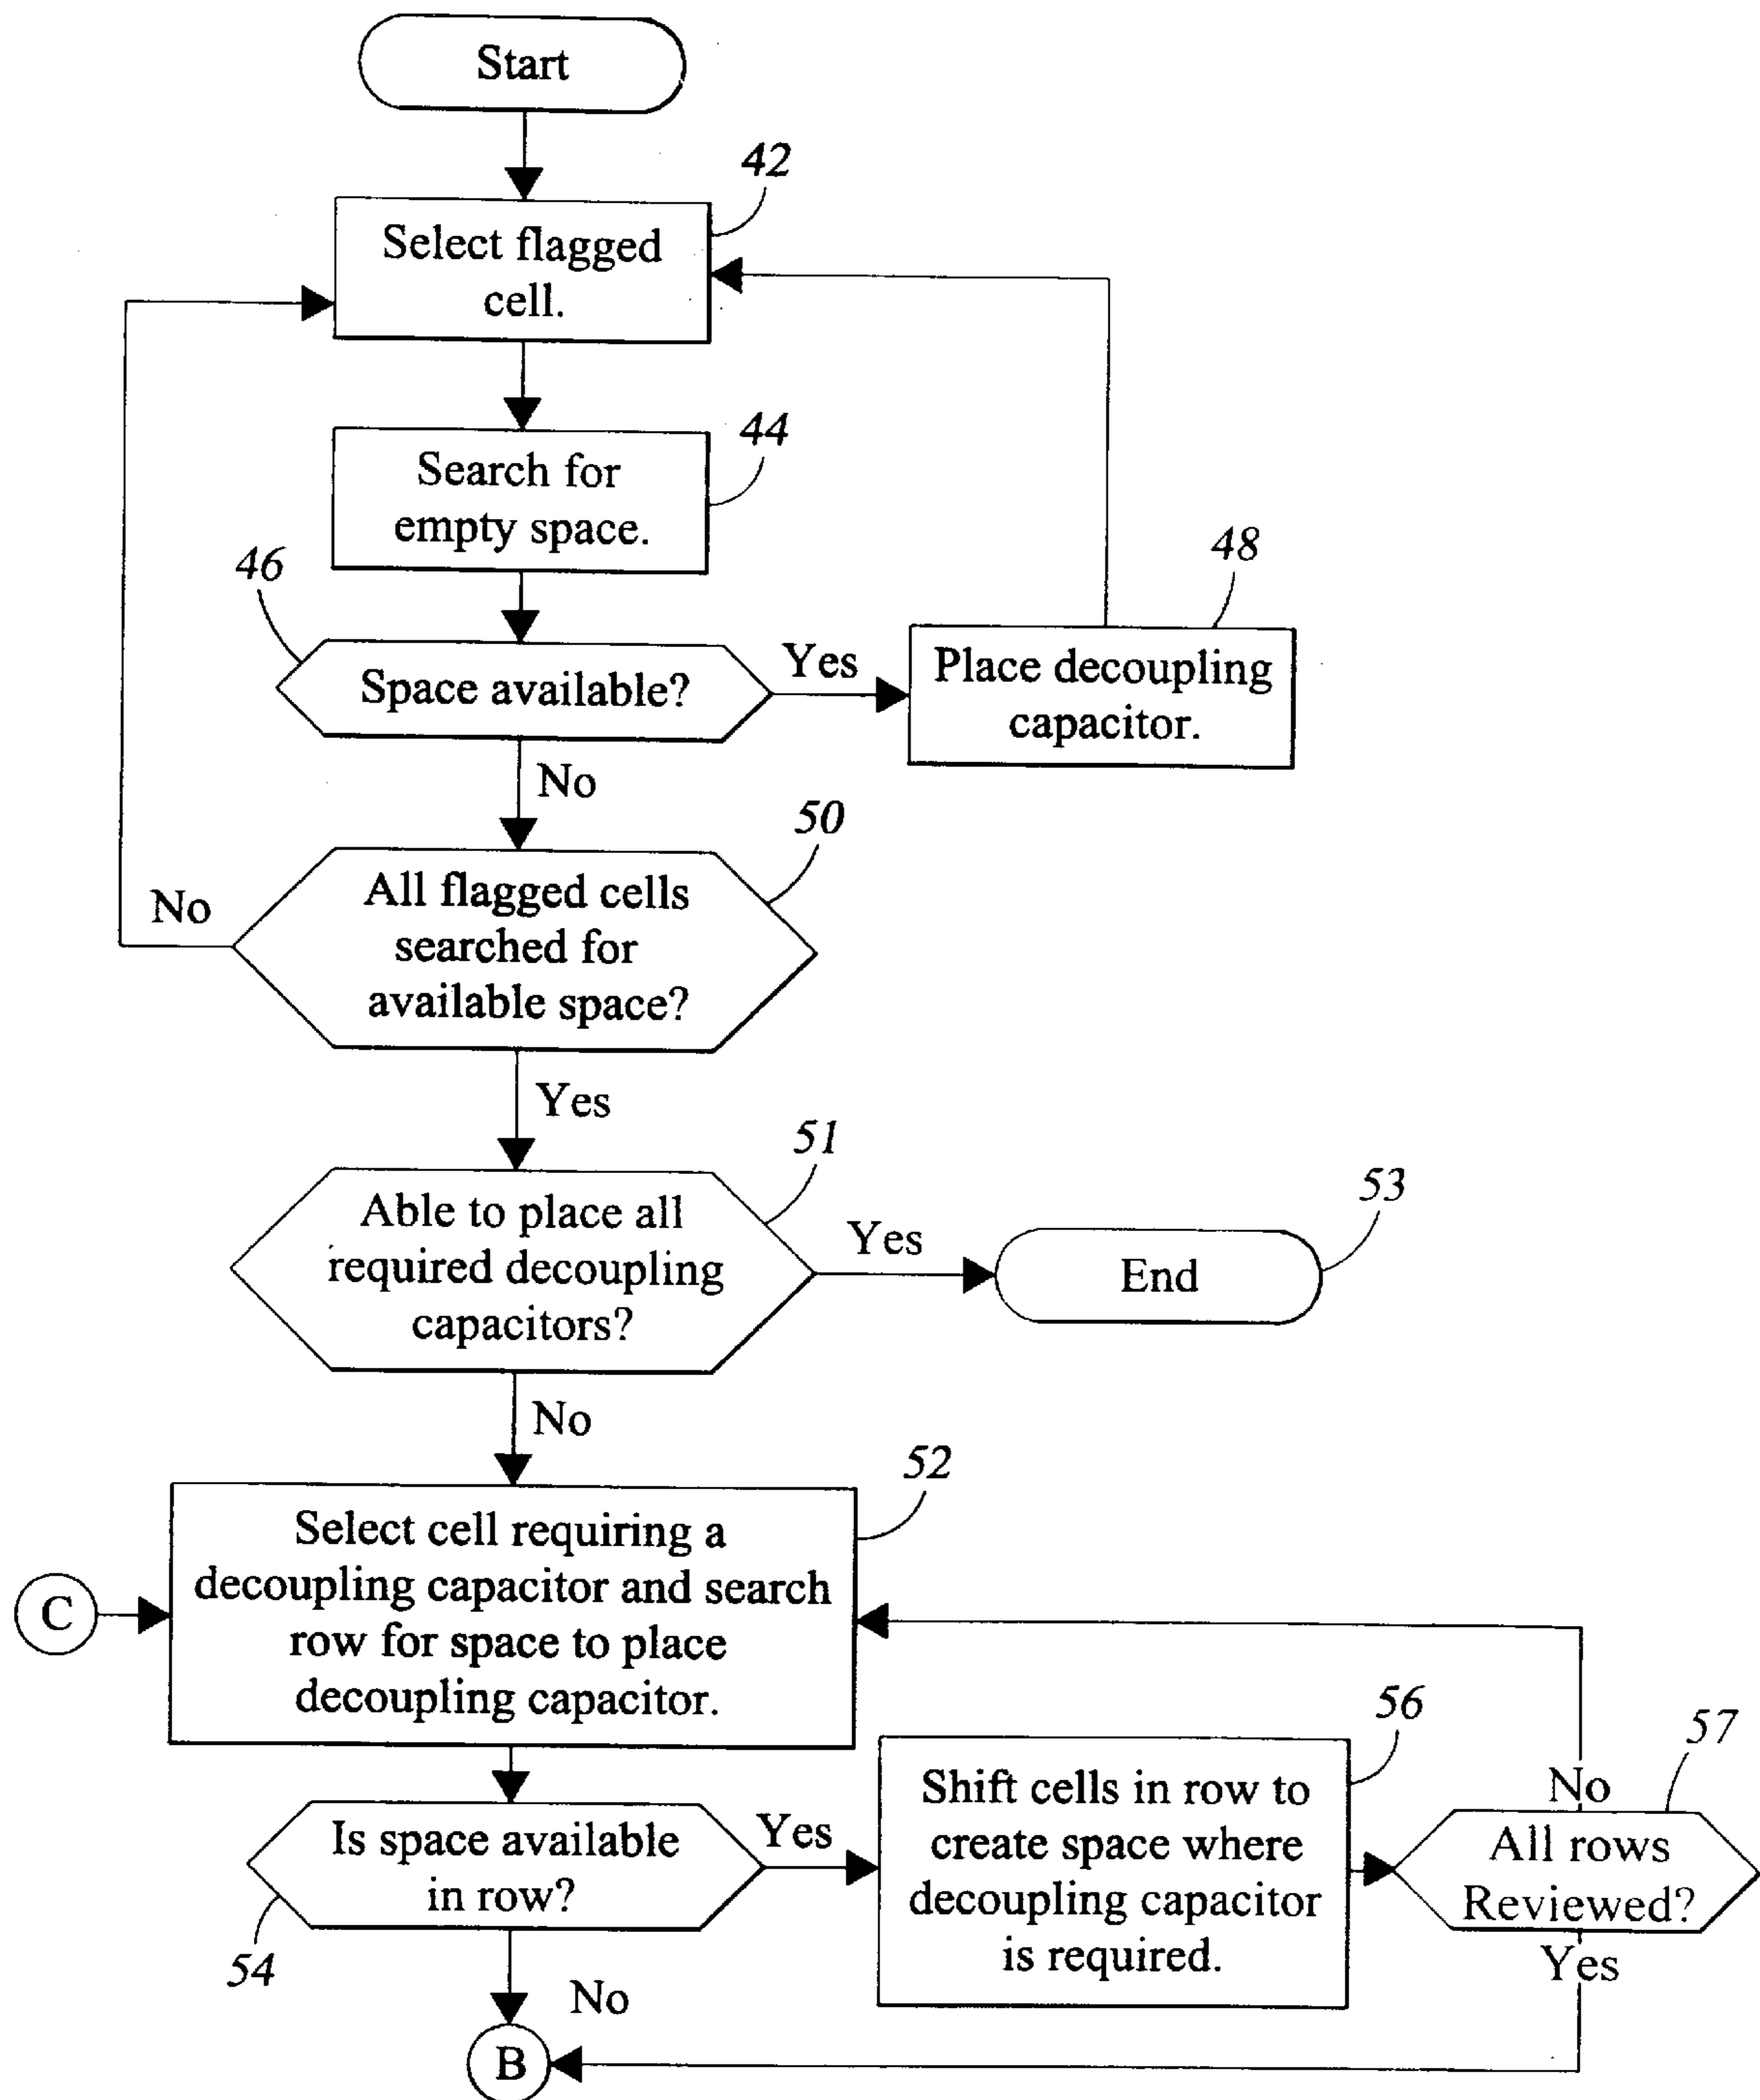 Start
42
Select flagged
cell.
44
Search for
empty space.
46
Space available?
Yes
48
Place decoupling
capacitor.
No
50
All flagged cells
searched for
available space?
No
Yes
51
Able to place all
required decoupling
capacitors?
Yes
53
End
No
52
Select cell requiring a
decoupling capacitor and search
row for space to place
decoupling capacitor.
C
54
Is space available
in row?
Yes
56
Shift cells in row to
create space where
decoupling capacitor
is required.
57
No
All rows
Reviewed?
Yes
No
B